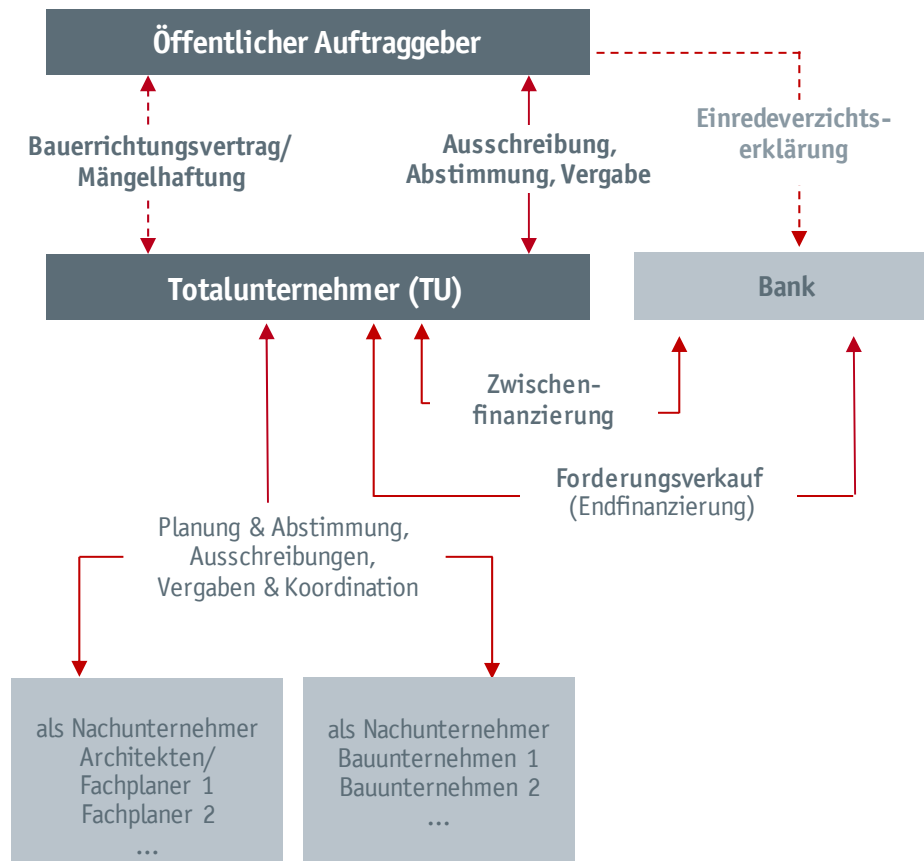 Öffentlicher Auftraggeber
Bauerrichtungsvertrag/
Mängelhaftung
Ausschreibung,
Abstimmung, Vergabe
Einredeverzichts-
erklärung
Totalunternehmer (TU)
Bank
Zwischen-
finanzierung
Forderungsverkauf
(Endfinanzierung)
Planung & Abstimmung,
Ausschreibungen,
Vergaben & Koordination
als Nachunternehmer
Architekten/
Fachplaner 1
Fachplaner 2
...
als Nachunternehmer
Bauunternehmen 1
Bauunternehmen 2
...